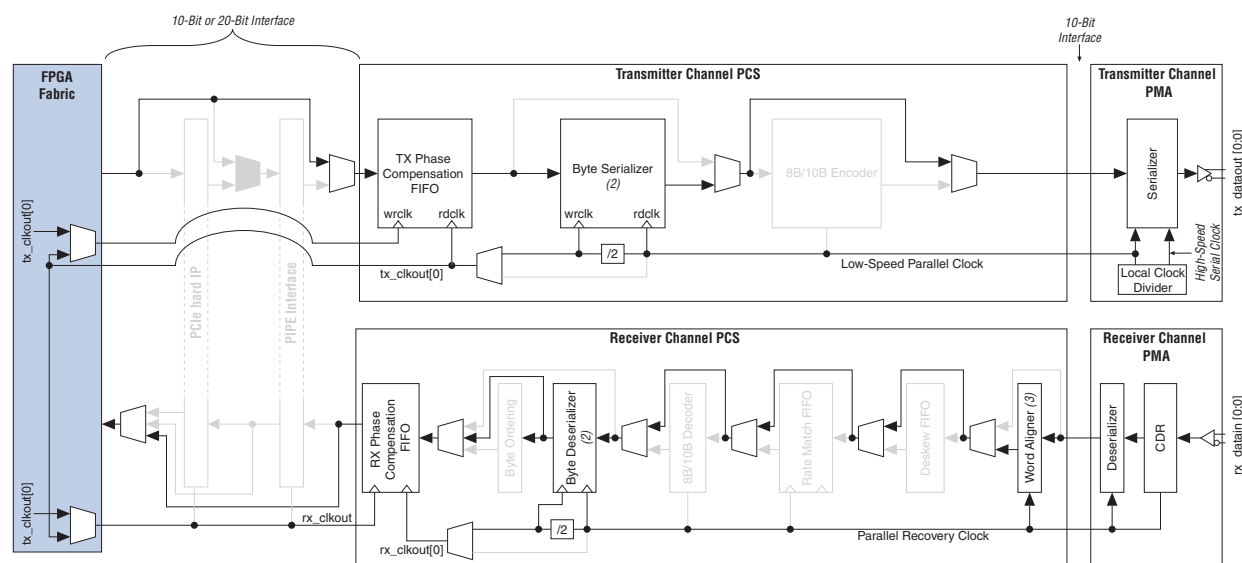 10-Bit or 20-Bit Interface
10-Bit
Interface
FPGA
Fabric
Transmitter Channel PCS
Transmitter Channel
PMA
TX Phase
Compensation
FIFO
wrclk
rdclk
Byte Serializer
(2)
wrclk
rdclk
8B/10B Encoder
Serializer
tx_dataout [0:0]
tx_clkout[0]
PCIe hard IP
PIPE Interface
tx_clkout[0]
/2
Low-Speed Parallel Clock
Local Clock
Divider
High-Speed
Serial Clock
Receiver Channel PCS
Receiver Channel
PMA
RX Phase
Compensation
FIFO
Byte Ordering
Byte Deserializer
(2)
8B/10B Decoder
Rate Match FIFO
Deskew FIFO
Word Aligner (3)
Deserializer
CDR
rx_datain [0:0]
tx_clkout[0]
rx_clkout
rx_clkout[0]
/2
Parallel Recovery Clock